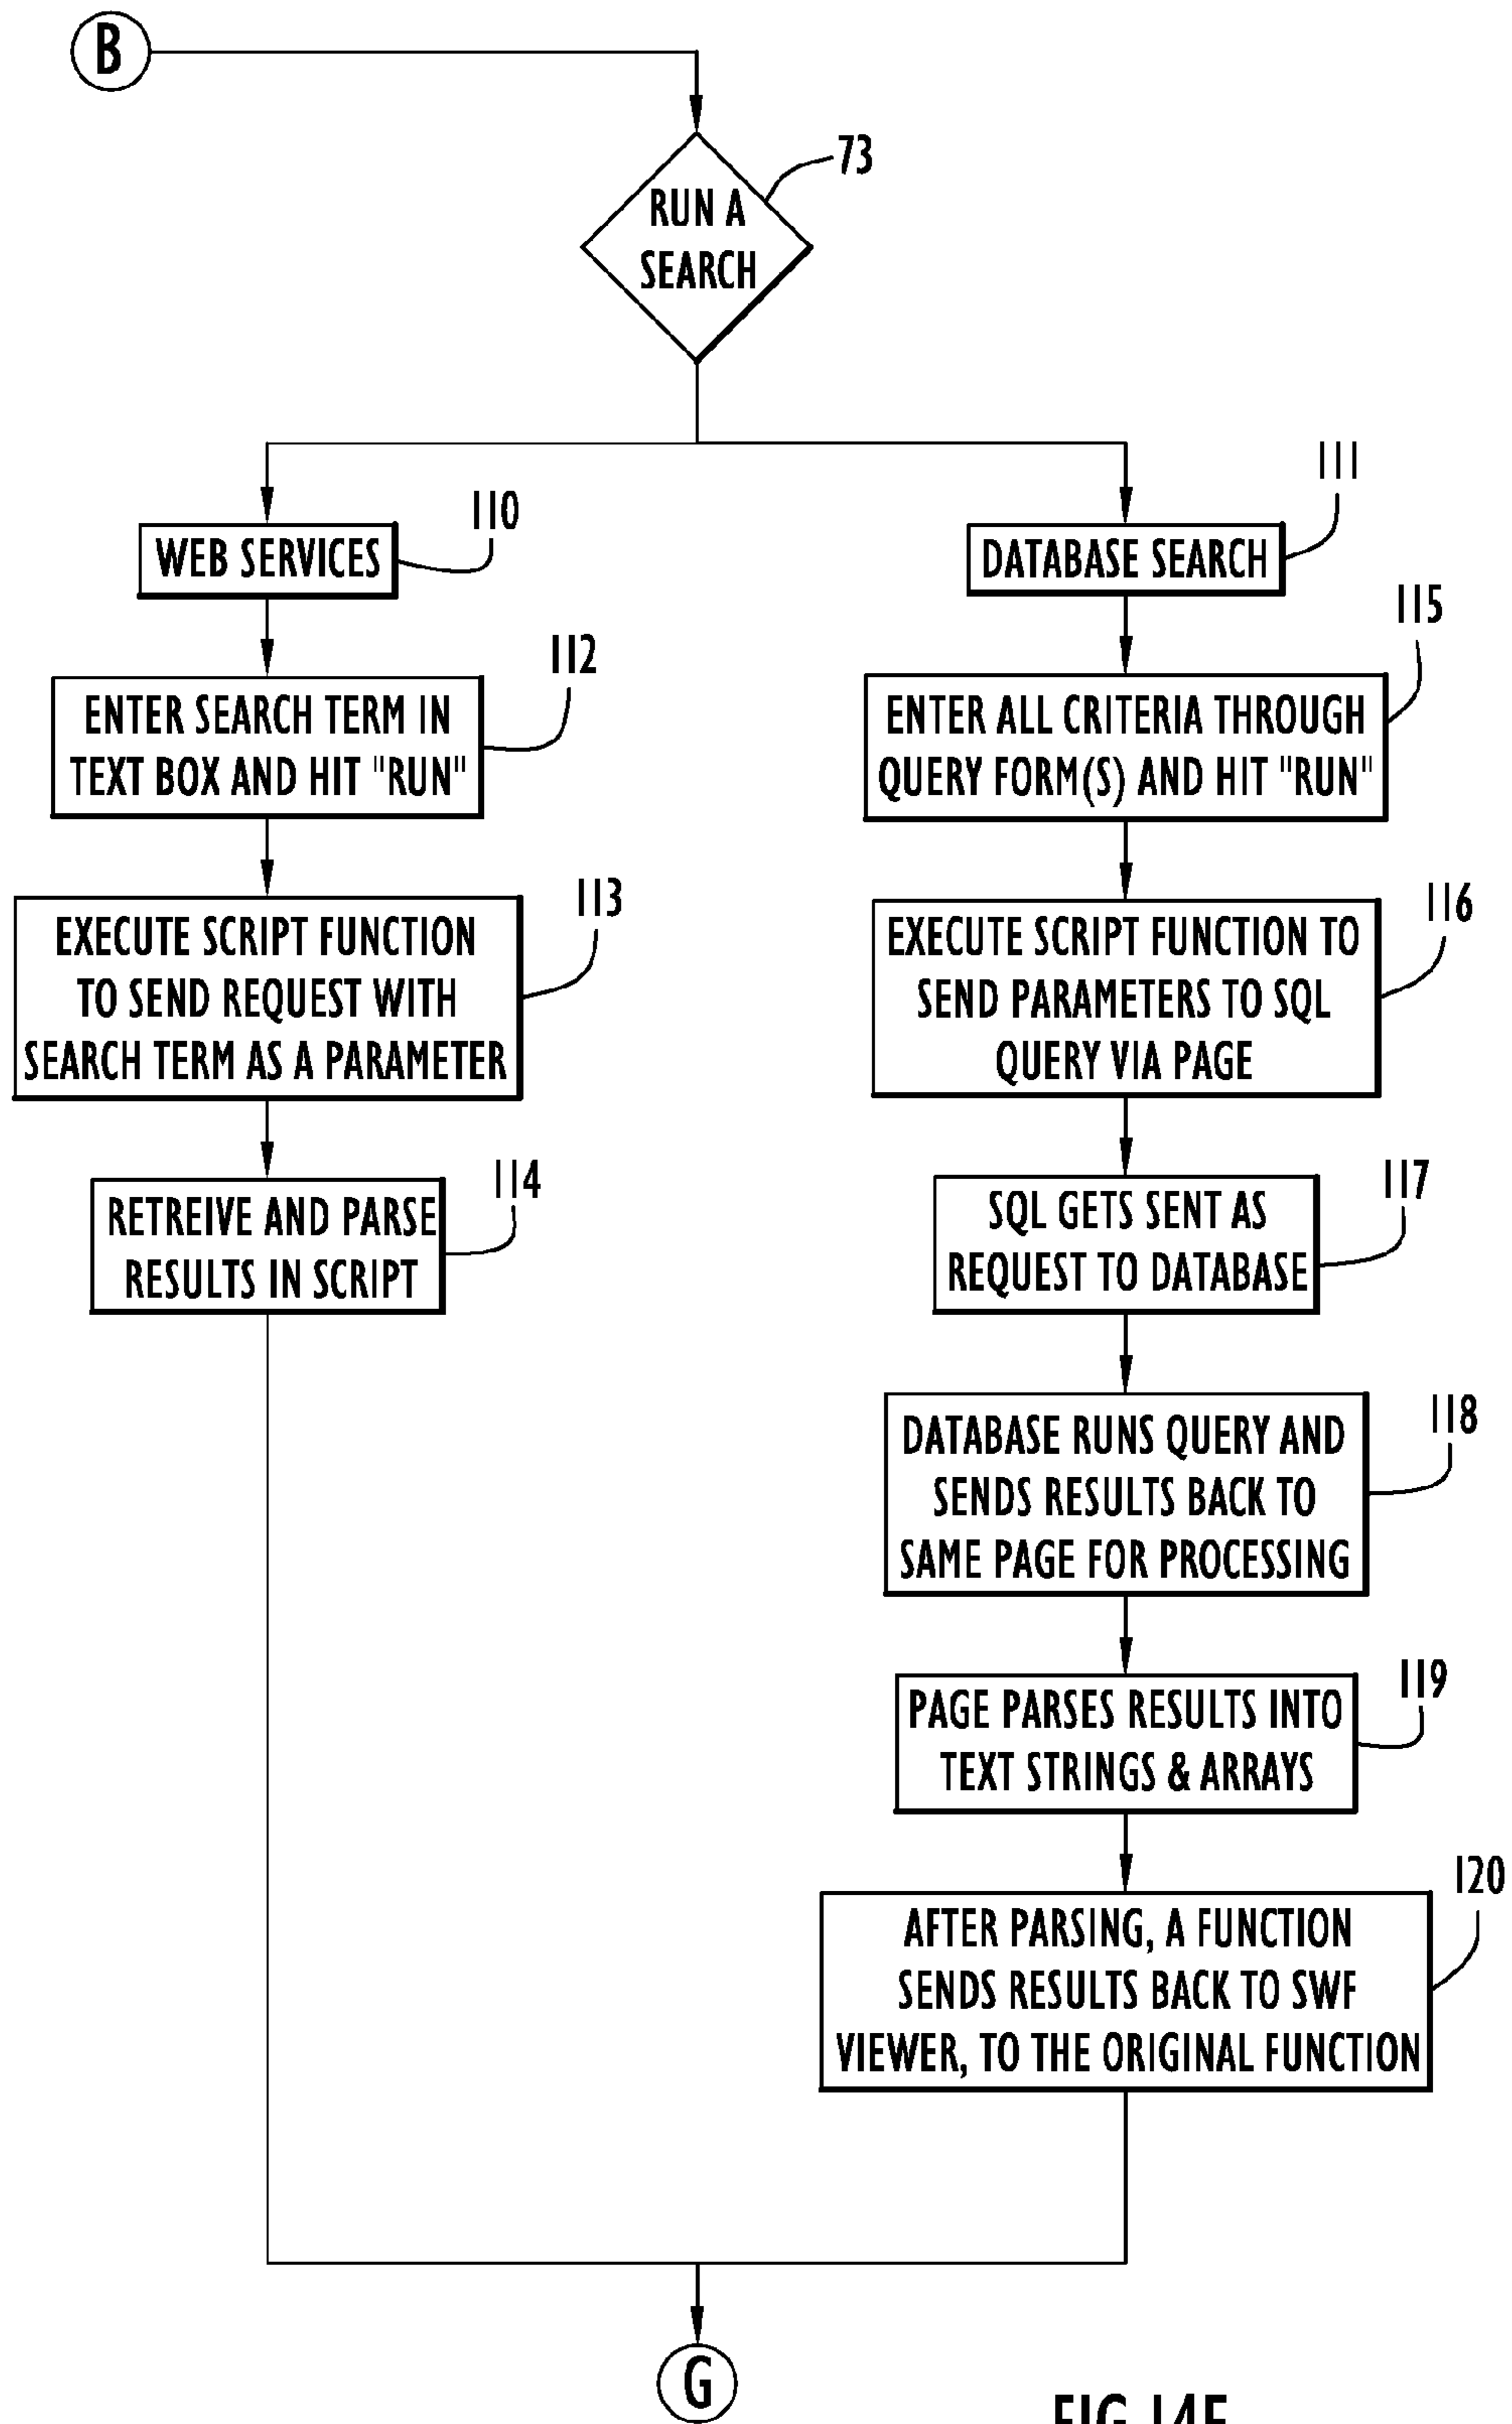 B
73
RUN A
SEARCH
110
WEB SERVICES
112
ENTER SEARCH TERM IN
TEXT BOX AND HIT "RUN"
113
EXECUTE SCRIPT FUNCTION
TO SEND REQUEST WITH
SEARCH TERM AS A PARAMETER
114
RETREIVE AND PARSE
RESULTS IN SCRIPT
111
DATABASE SEARCH
115
ENTER ALL CRITERIA THROUGH
QUERY FORM(S) AND HIT "RUN"
116
EXECUTE SCRIPT FUNCTION TO
SEND PARAMETERS TO SQL
QUERY VIA PAGE
117
SQL GETS SENT AS
REQUEST TO DATABASE
118
DATABASE RUNS QUERY AND
SENDS RESULTS BACK TO
SAME PAGE FOR PROCESSING
119
PAGE PARSES RESULTS INTO
TEXT STRINGS & ARRAYS
120
AFTER PARSING, A FUNCTION
SENDS RESULTS BACK TO SWF
VIEWER, TO THE ORIGINAL FUNCTION
G